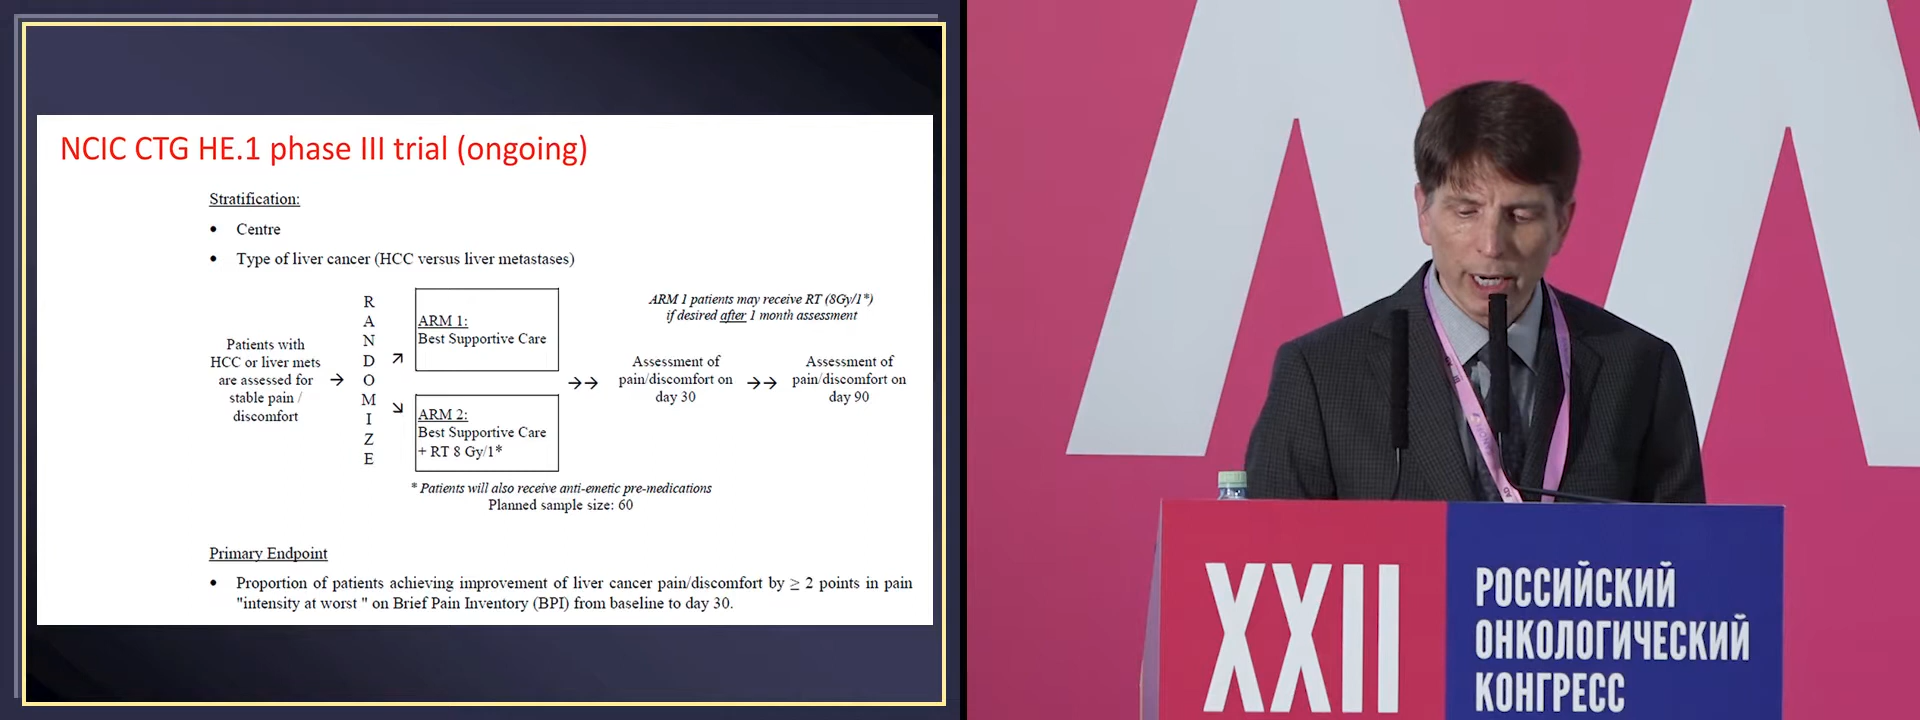 NCIC CTG HE.1 phase III trial (ongoing)
Stratification:
• Centre
• Type of liver cancer (HCC versus liver metastases)
Patients with
HCC or liver mets
are assessed for
stable pain /
discomfort
→
R
A
N
D
O
M
I
Z
E
↗
↘
ARM 1:
Best Supportive Care
ARM 2:
Best Supportive Care
+ RT 8 Gy/1*
→→
ARM 1 patients may receive RT (8Gy/1*)
if desired after 1 month assessment
Assessment of
pain/discomfort on
day 30
→→
Assessment of
pain/discomfort on
day 90
* Patients will also receive anti-emetic pre-medications
Planned sample size: 60
Primary Endpoint
• Proportion of patients achieving improvement of liver cancer pain/discomfort by ≥ 2 points in pain
"intensity at worst " on Brief Pain Inventory (BPI) from baseline to day 30.
XXII
РОССИЙСКИЙ
ОНКОЛОГИЧЕСКИЙ
КОНГРЕСС